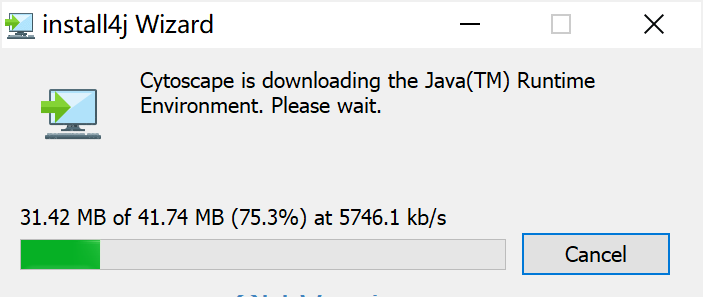 install4j Wizard
Cytoscape is downloading the Java(TM) Runtime
Environment. Please wait.
31.42 MB of 41.74 MB (75.3%) at 5746.1 kb/s
Cancel